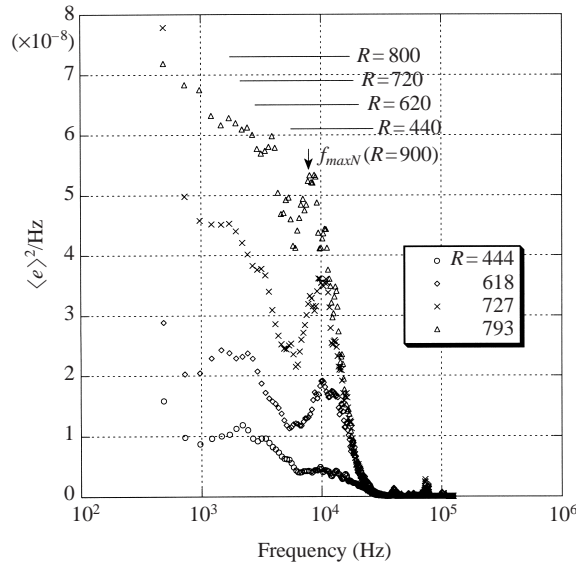 8
(×10⁻⁸)
7
6
5
4
3
2
1
0
⟨e⟩²/Hz
R = 800
R = 720
R = 620
R = 440
f_maxN (R = 900)
R = 444
618
727
793
10² 10³ 10⁴ 10⁵ 10⁶
Frequency (Hz)